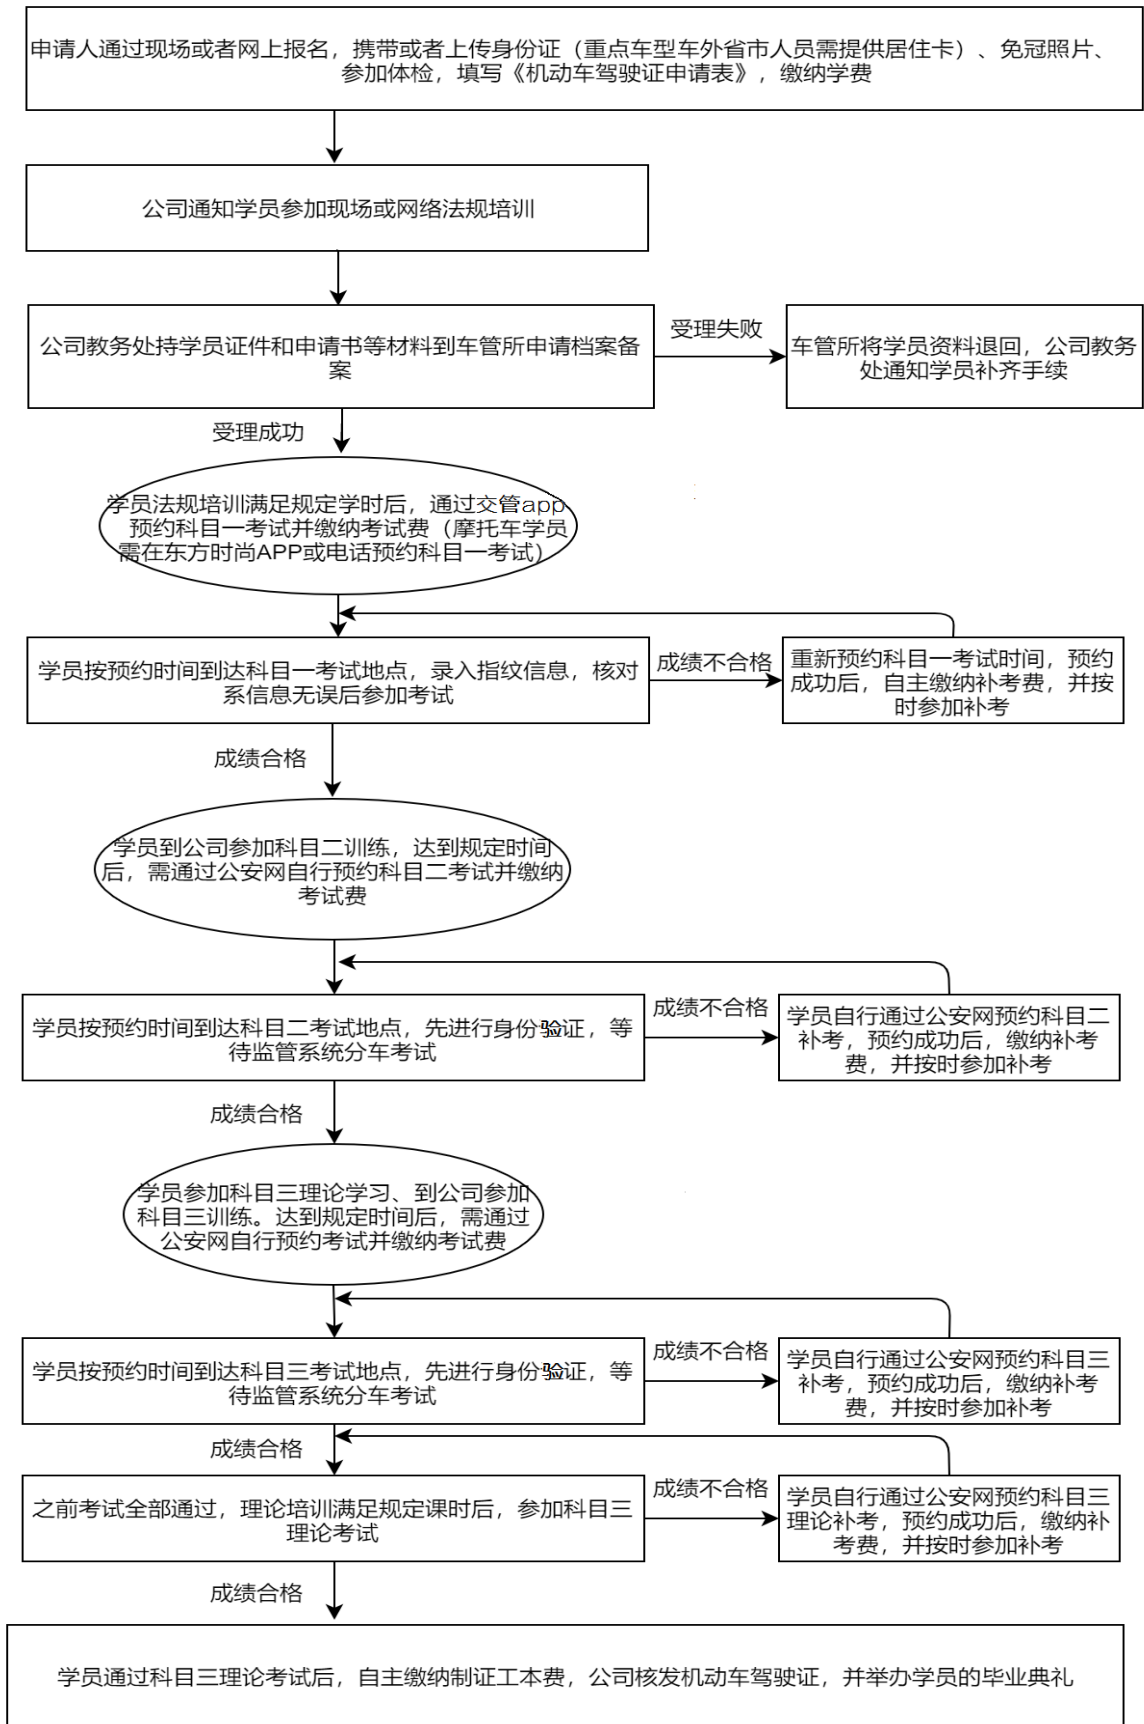 申请人通过现场或者网上报名，携带或者上传身份证（重点车型车外省市人员需提供居住卡）、免冠照片、
参加体检，填写《机动车驾驶证申请表》，缴纳学费
公司通知学员参加现场或网络法规培训
公司教务处持学员证件和申请书等材料到车管所申请档案备
案
受理失败
车管所将学员资料退回，公司教务
处通知学员补齐手续
受理成功
学员法规培训满足规定学时后，通过交管app
预约科目一考试并缴纳考试费（摩托车学员
需在东方时尚APP或电话预约科目一考试）
学员按预约时间到达科目一考试地点，录入指纹信息，核对
系信息无误后参加考试
成绩不合格
重新预约科目一考试时间，预约
成功后，自主缴纳补考费，并按
时参加补考
成绩合格
学员到公司参加科目二训练，达到规定时间
后，需通过公安网自行预约科目二考试并缴纳
考试费
学员按预约时间到达科目二考试地点，先进行身份验证，等
待监管系统分车考试
成绩不合格
学员自行通过公安网预约科目二
补考，预约成功后，缴纳补考
费，并按时参加补考
成绩合格
学员参加科目三理论学习、到公司参加
科目三训练。达到规定时间后，需通过
公安网自行预约考试并缴纳考试费
学员按预约时间到达科目三考试地点，先进行身份验证，等
待监管系统分车考试
成绩不合格
学员自行通过公安网预约科目三
补考，预约成功后，缴纳补考
费，并按时参加补考
成绩合格
之前考试全部通过，理论培训满足规定课时后，参加科目三
理论考试
成绩不合格
学员自行通过公安网预约科目三
理论补考，预约成功后，缴纳补
考费，并按时参加补考
成绩合格
学员通过科目三理论考试后，自主缴纳制证工本费，公司核发机动车驾驶证，并举办学员的毕业典礼